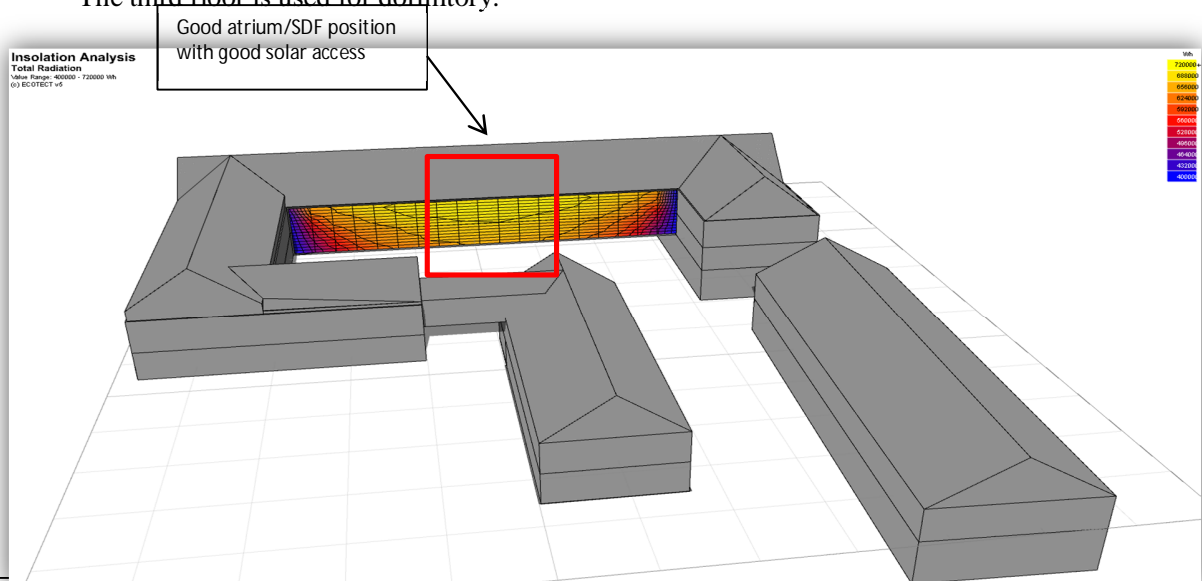 The third floor is used for dormitory.
Good atrium/SDF position
with good solar access
Insolation Analysis
Total Radiation
Value Range: 400000 - 720000 Wh
(c) ECOTECT v5
Wh
720000+
688000
656000
624000
592000
560000
528000
496000
464000
432000
400000